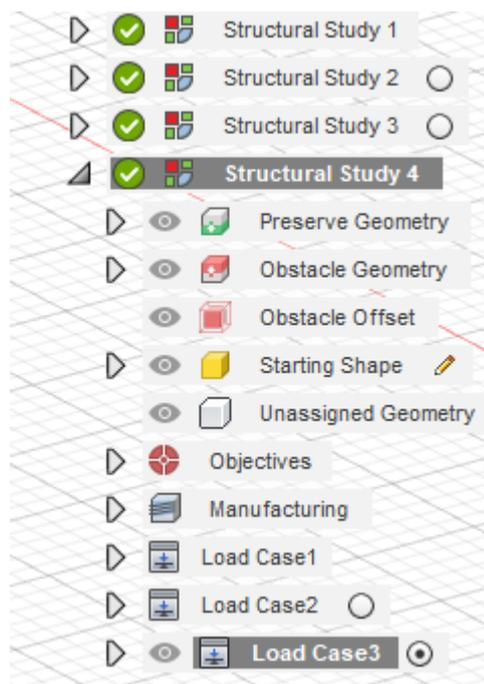 Structural Study 1
Structural Study 2
Structural Study 3
Structural Study 4
Preserve Geometry
Obstacle Geometry
Obstacle Offset
Starting Shape
Unassigned Geometry
Objectives
Manufacturing
Load Case1
Load Case2
Load Case3